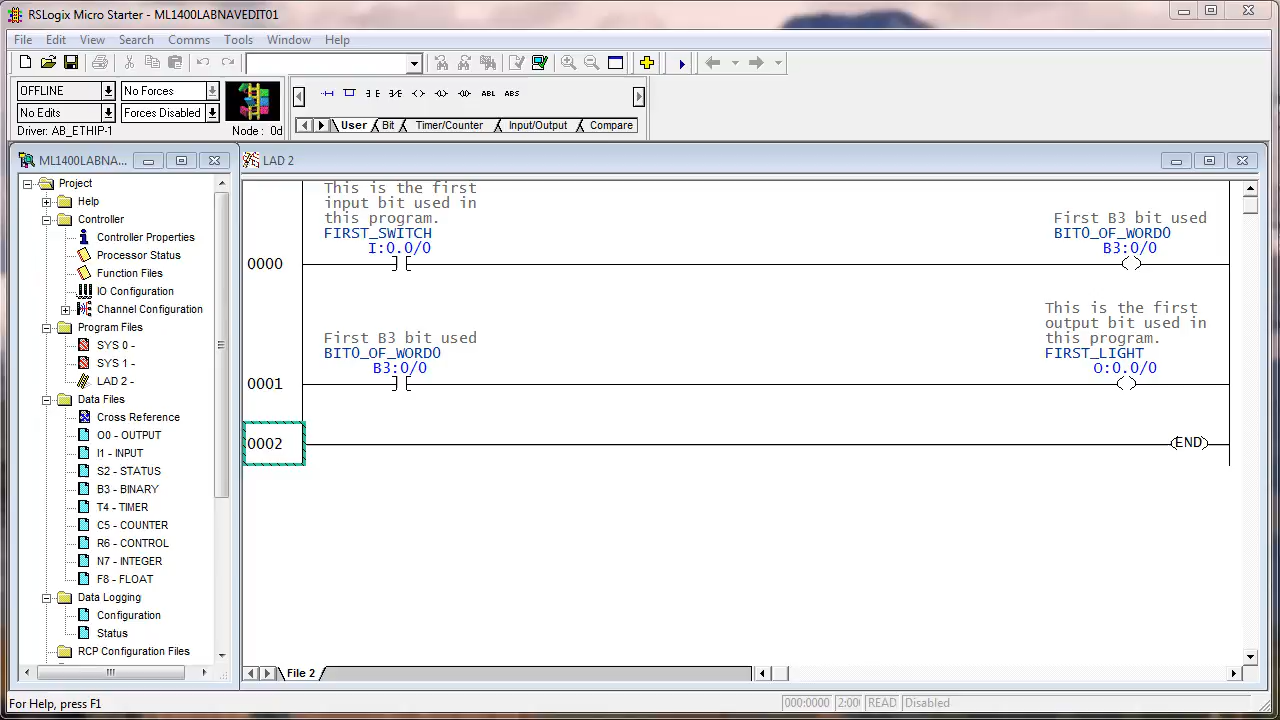 RSLogix Micro Starter - ML1400LABNAVEDIT01
File Edit View Search Comms Tools Window Help
OFFLINE No Forces
No Edits Forces Disabled
Driver: AB_ETHIP-1 Node : 0d
ABL ABS
User Bit Timer/Counter Input/Output Compare
ML1400LABNA...
Project
Help
Controller
Controller Properties
Processor Status
Function Files
IO Configuration
Channel Configuration
Program Files
SYS 0 -
SYS 1 -
LAD 2 -
Data Files
Cross Reference
O0 - OUTPUT
I1 - INPUT
S2 - STATUS
B3 - BINARY
T4 - TIMER
C5 - COUNTER
R6 - CONTROL
N7 - INTEGER
F8 - FLOAT
Data Logging
Configuration
Status
RCP Configuration Files
LAD 2
This is the first
input bit used in
this program.
FIRST_SWITCH
I:0.0/0
First B3 bit used
BIT0_OF_WORD0
B3:0/0
0000
First B3 bit used
BIT0_OF_WORD0
B3:0/0
This is the first
output bit used in
this program.
FIRST_LIGHT
O:0.0/0
0001
0002
END
File 2
For Help, press F1
000:0000 2:00 READ Disabled